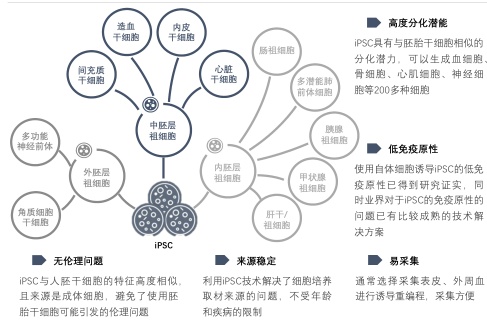 造血
干细胞
内皮
干细胞
间充质
干细胞
心脏
干细胞
中胚层
祖细胞
多功能
神经前体
外胚层
祖细胞
角质细胞
干细胞
肠祖细胞
多潜能肺
前体细胞
胰腺
祖细胞
内胚层
祖细胞
甲状腺
祖细胞
肝干/
祖细胞
iPSC
高度分化潜能
iPSC具有与胚胎干细胞相似的
分化潜力，可以生成血细胞、
骨细胞、心肌细胞、神经细
胞等200多种细胞
低免疫原性
使用自体细胞诱导iPSC的低免
疫原性已得到研究证实，同
时业界对于iPSC的免疫原性的
问题已有比较成熟的技术解
决方案
无伦理问题
iPSC与人胚干细胞的特征高度相似，
且来源是成体细胞，避免了使用胚
胎干细胞可能引发的伦理问题
来源稳定
利用iPSC技术解决了细胞培养
取材来源的问题，不受年龄
和疾病的限制
易采集
通常选择采集表皮、外周血
进行诱导重编程，采集方便